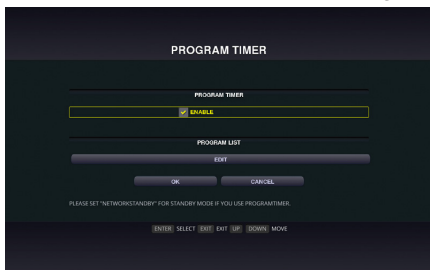 PROGRAM TIMER
PROGRAM TIMER
ENABLE
PROGRAM LIST
EDIT
OK CANCEL
PLEASE SET "NETWORKSTANDBY" FOR STANDBY MODE IF YOU USE PROGRAMTIMER.
ENTER SELECT EXIT EXIT UP DOWN MOVE